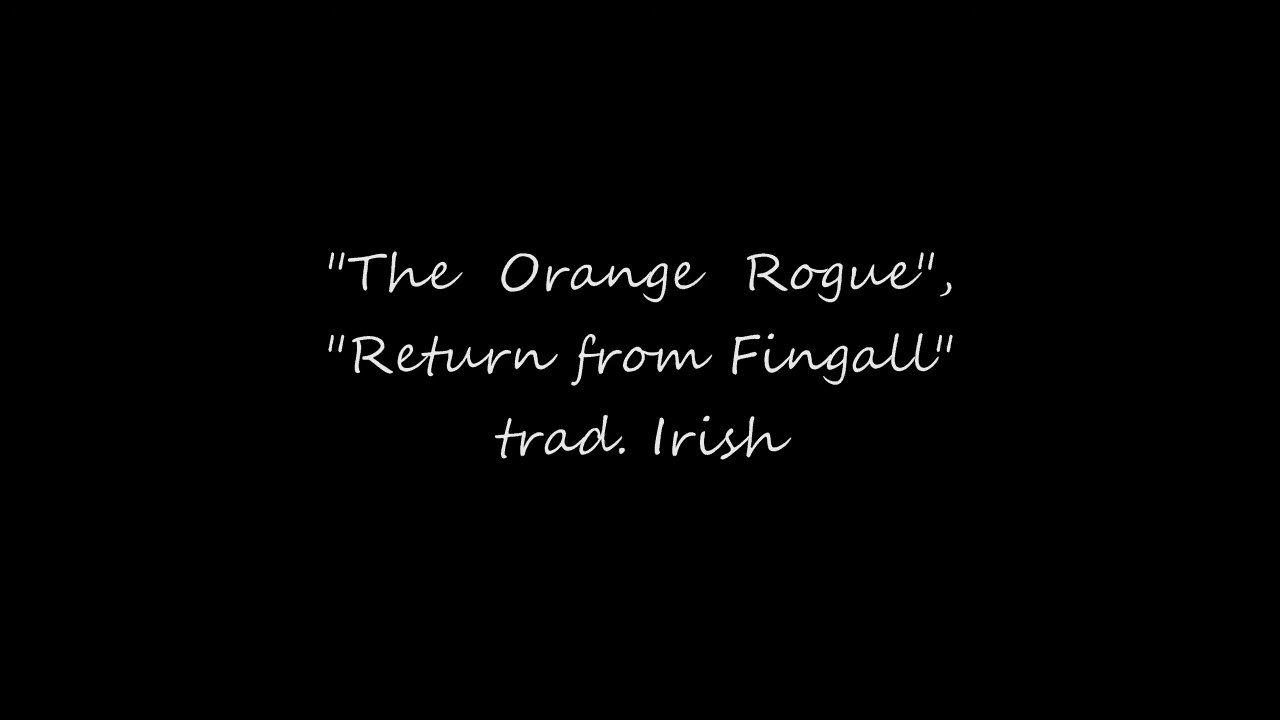 "The Orange Rogue",
"Return from Fingall"
trad. Irish